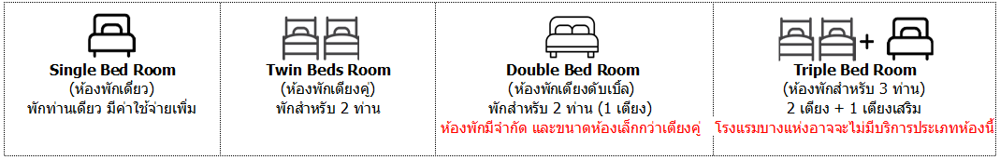 Single Bed Room
(ห้องพักเดี่ยว)
พักท่านเดียว มีค่าใช้จ่ายเพิ่ม
Twin Beds Room
(ห้องพักเตียงคู่)
พักสำหรับ 2 ท่าน
Double Bed Room
(ห้องพักเตียงดับเบิ้ล)
พักสำหรับ 2 ท่าน (1 เตียง)
ห้องพักมีจำกัด และขนาดห้องเล็กกว่าเตียงคู่
+
Triple Bed Room
(ห้องพักสำหรับ 3 ท่าน)
2 เตียง + 1 เตียงเสริม
โรงแรมบางแห่งอาจจะไม่มีบริการประเภทห้องนี้